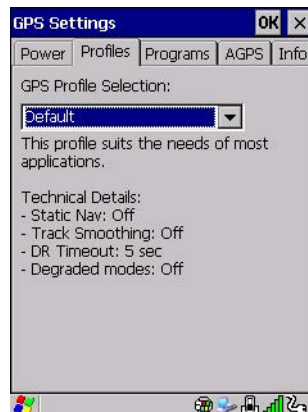 GPS Settings OK
Power Profiles Programs AGPS Info
GPS Profile Selection:
Default
This profile suits the needs of most
applications.
Technical Details:
- Static Nav: Off
- Track Smoothing: Off
- DR Timeout: 5 sec
- Degraded modes: Off